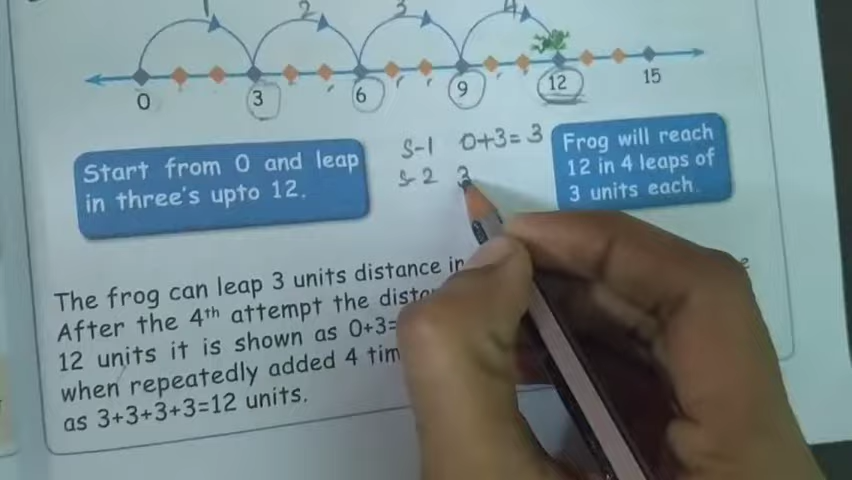 1 2 3 4
0 3 6 9 12 15
Start from 0 and leap
in three's upto 12.
S-1 0+3=3
S-2 3
Frog will reach
12 in 4 leaps of
3 units each.
The frog can leap 3 units distance in
After the 4th attempt the
12 units it is shown as 0+3=
when repeatedly added 4
as 3+3+3+3=12 units.